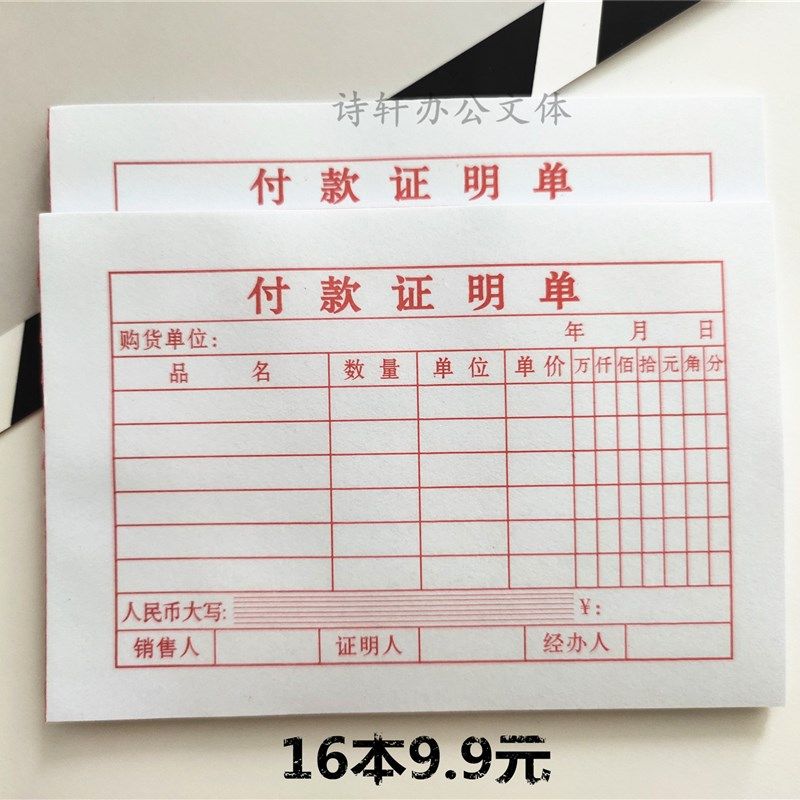 诗轩办公文体
付款证明单
付款证明单
购货单位： 年 月 日
品名 数量 单位 单价 万 仟 佰 拾 元 角 分
人民币大写: ¥：
销售人 证明人 经办人
16本9.9元